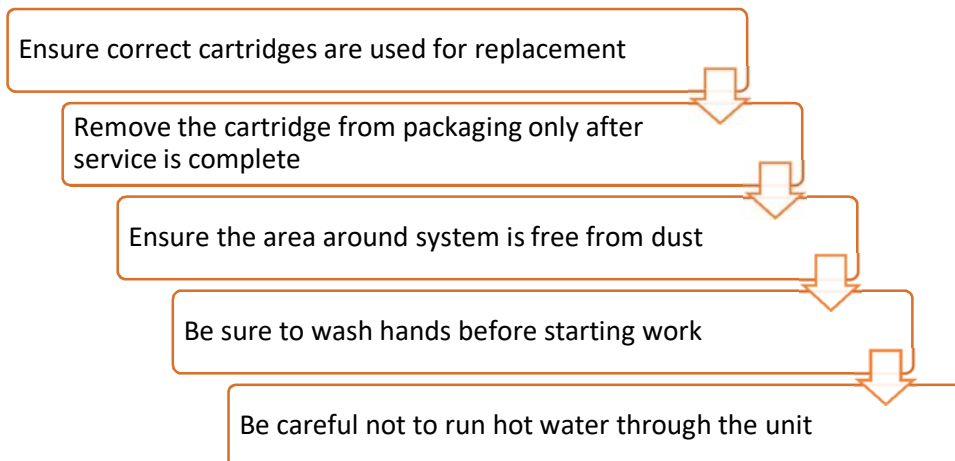 Ensure correct cartridges are used for replacement
Remove the cartridge from packaging only after
service is complete
Ensure the area around system is free from dust
Be sure to wash hands before starting work
Be careful not to run hot water through the unit